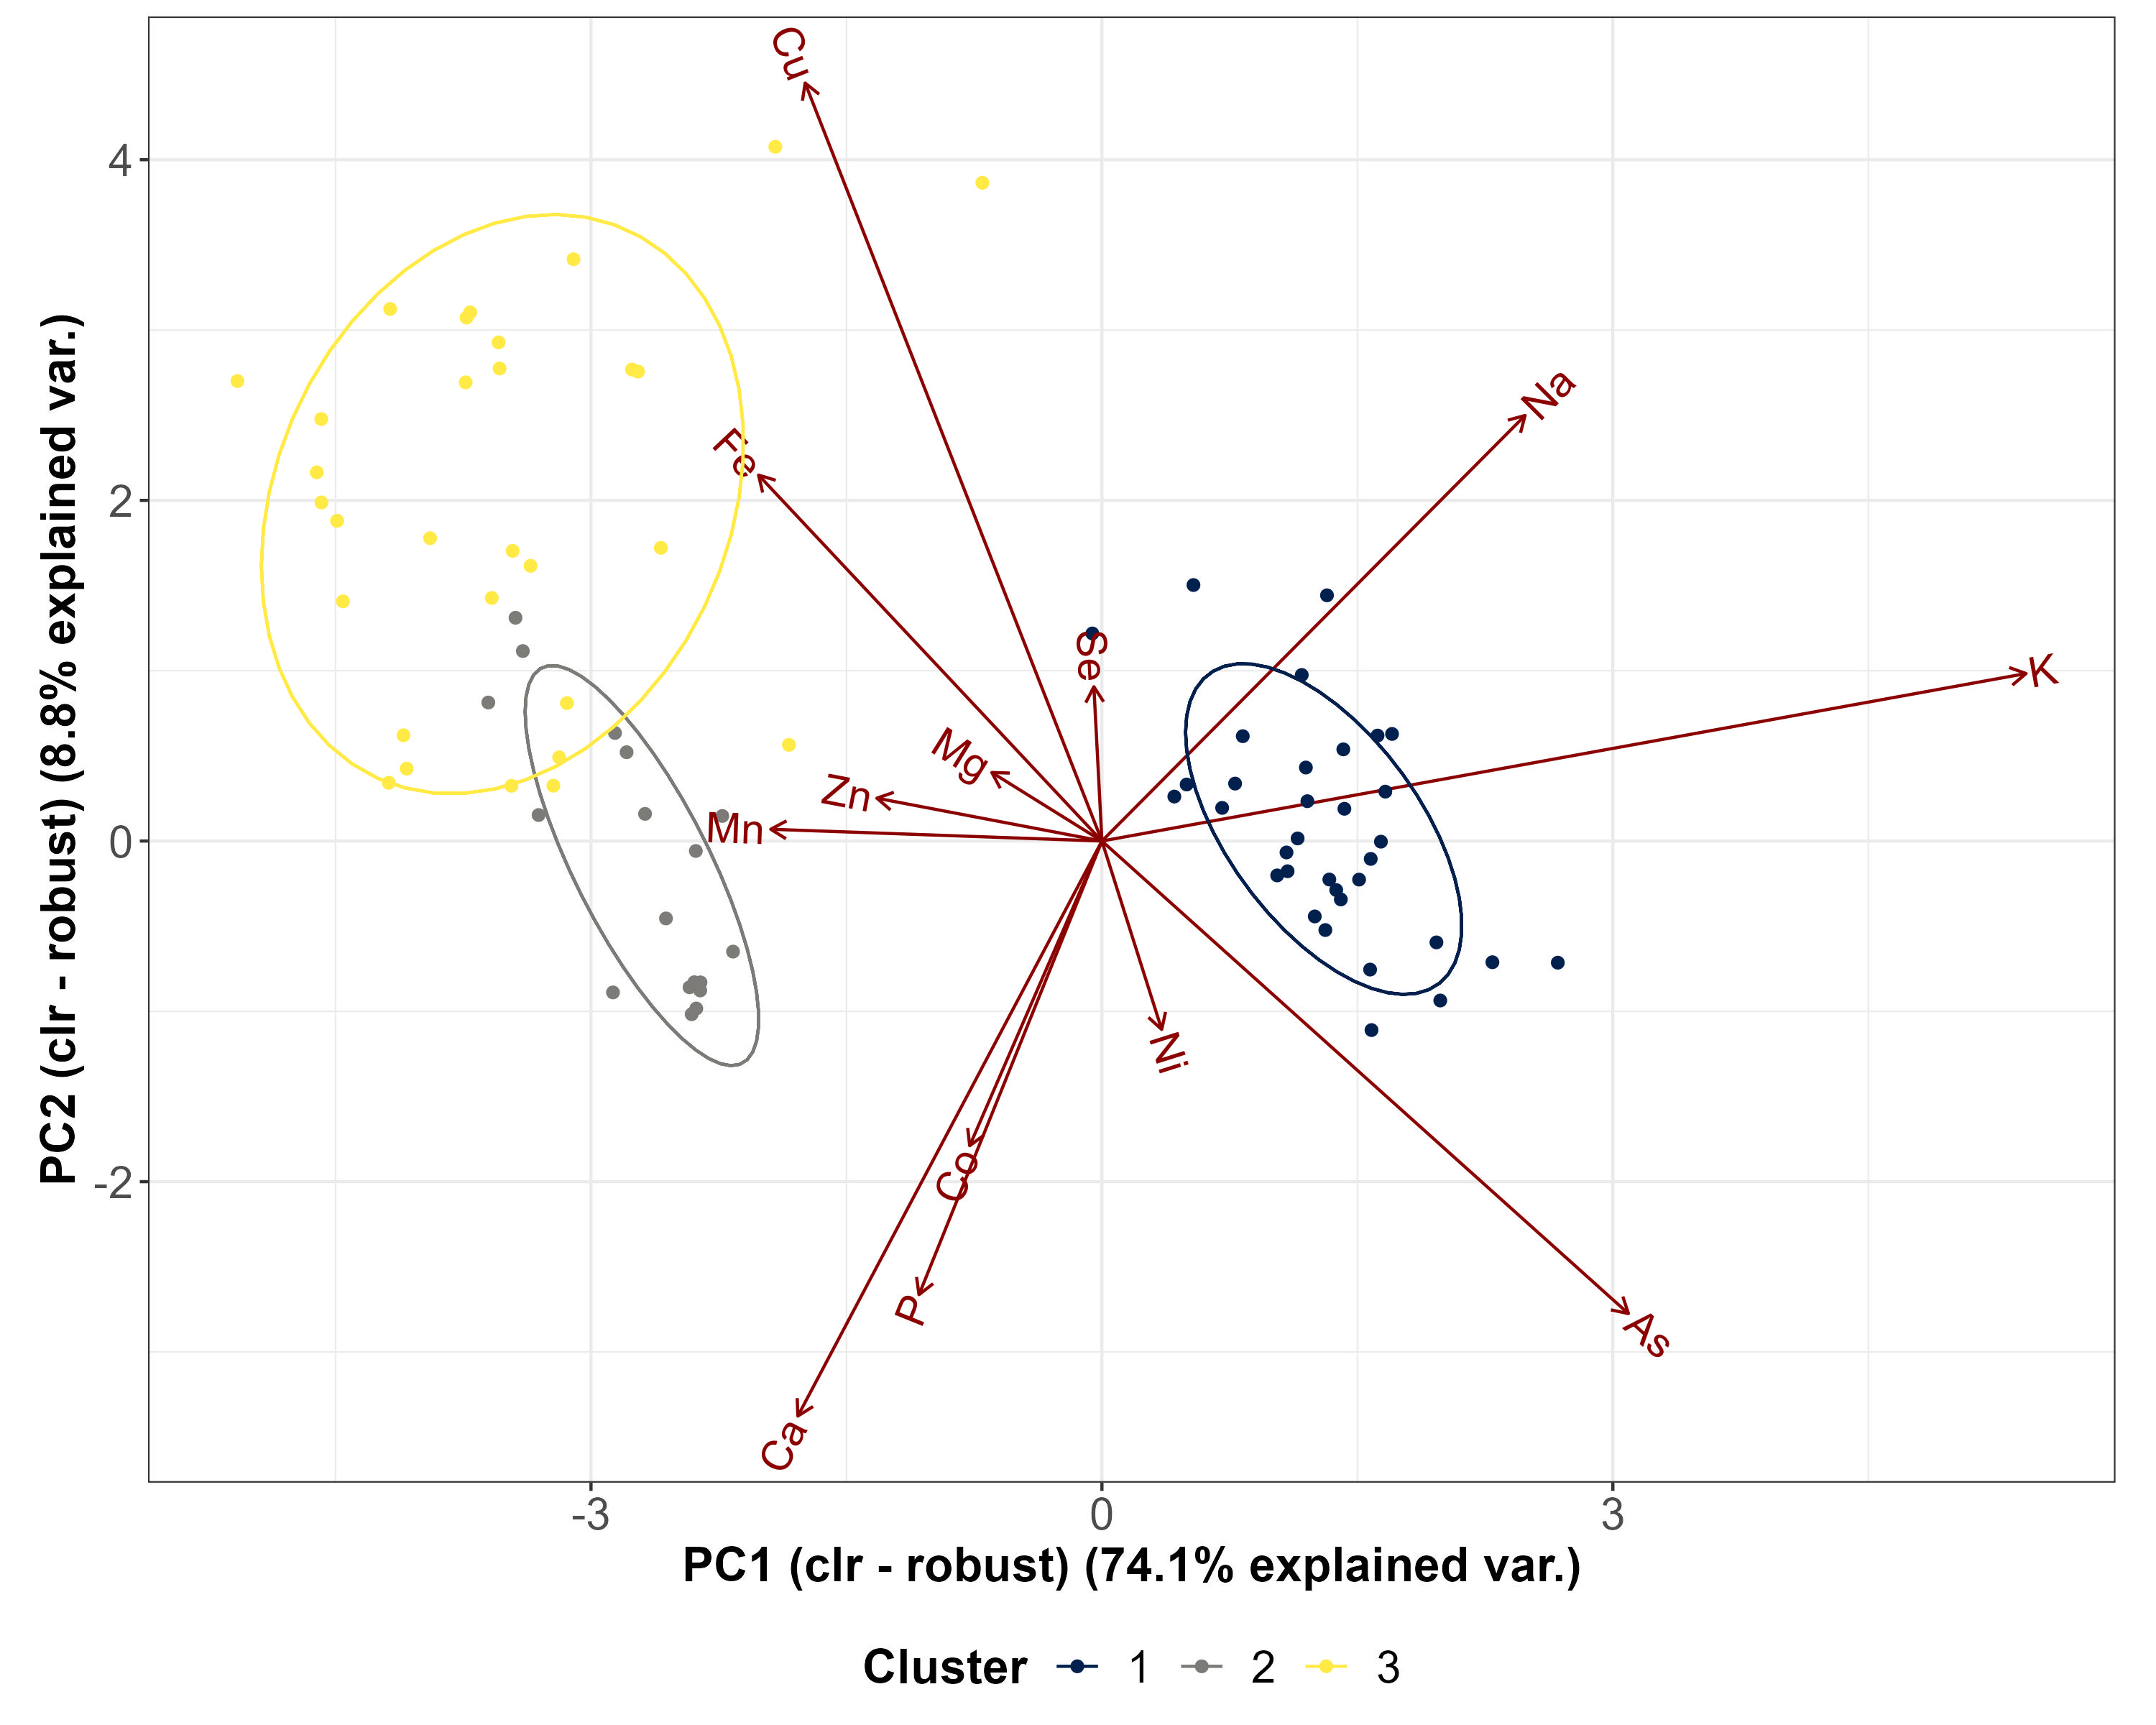 Cu
4
Na
Fe
2
Se
K
Mg
Zn
Mn
0
Ni
Co
-2
P
As
Ca
PC2 (clr - robust) (8.8% explained var.)
-3
0
3
PC1 (clr - robust) (74.1% explained var.)
Cluster 1 2 3